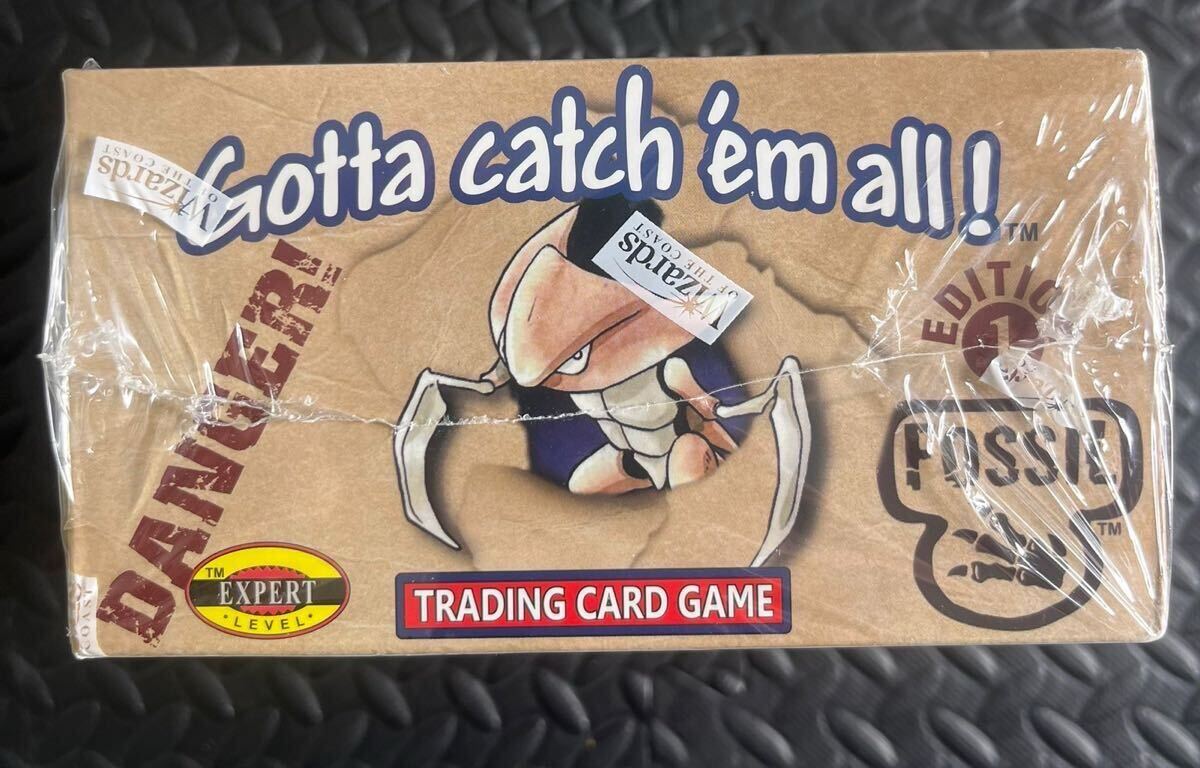 Gotta catch 'em all!™
Wizards
OF THE COAST
Wizards
OF THE COAST
DANGER!
EDITION
1
FOSSIL
™
™
EXPERT
• LEVEL •
TRADING CARD GAME